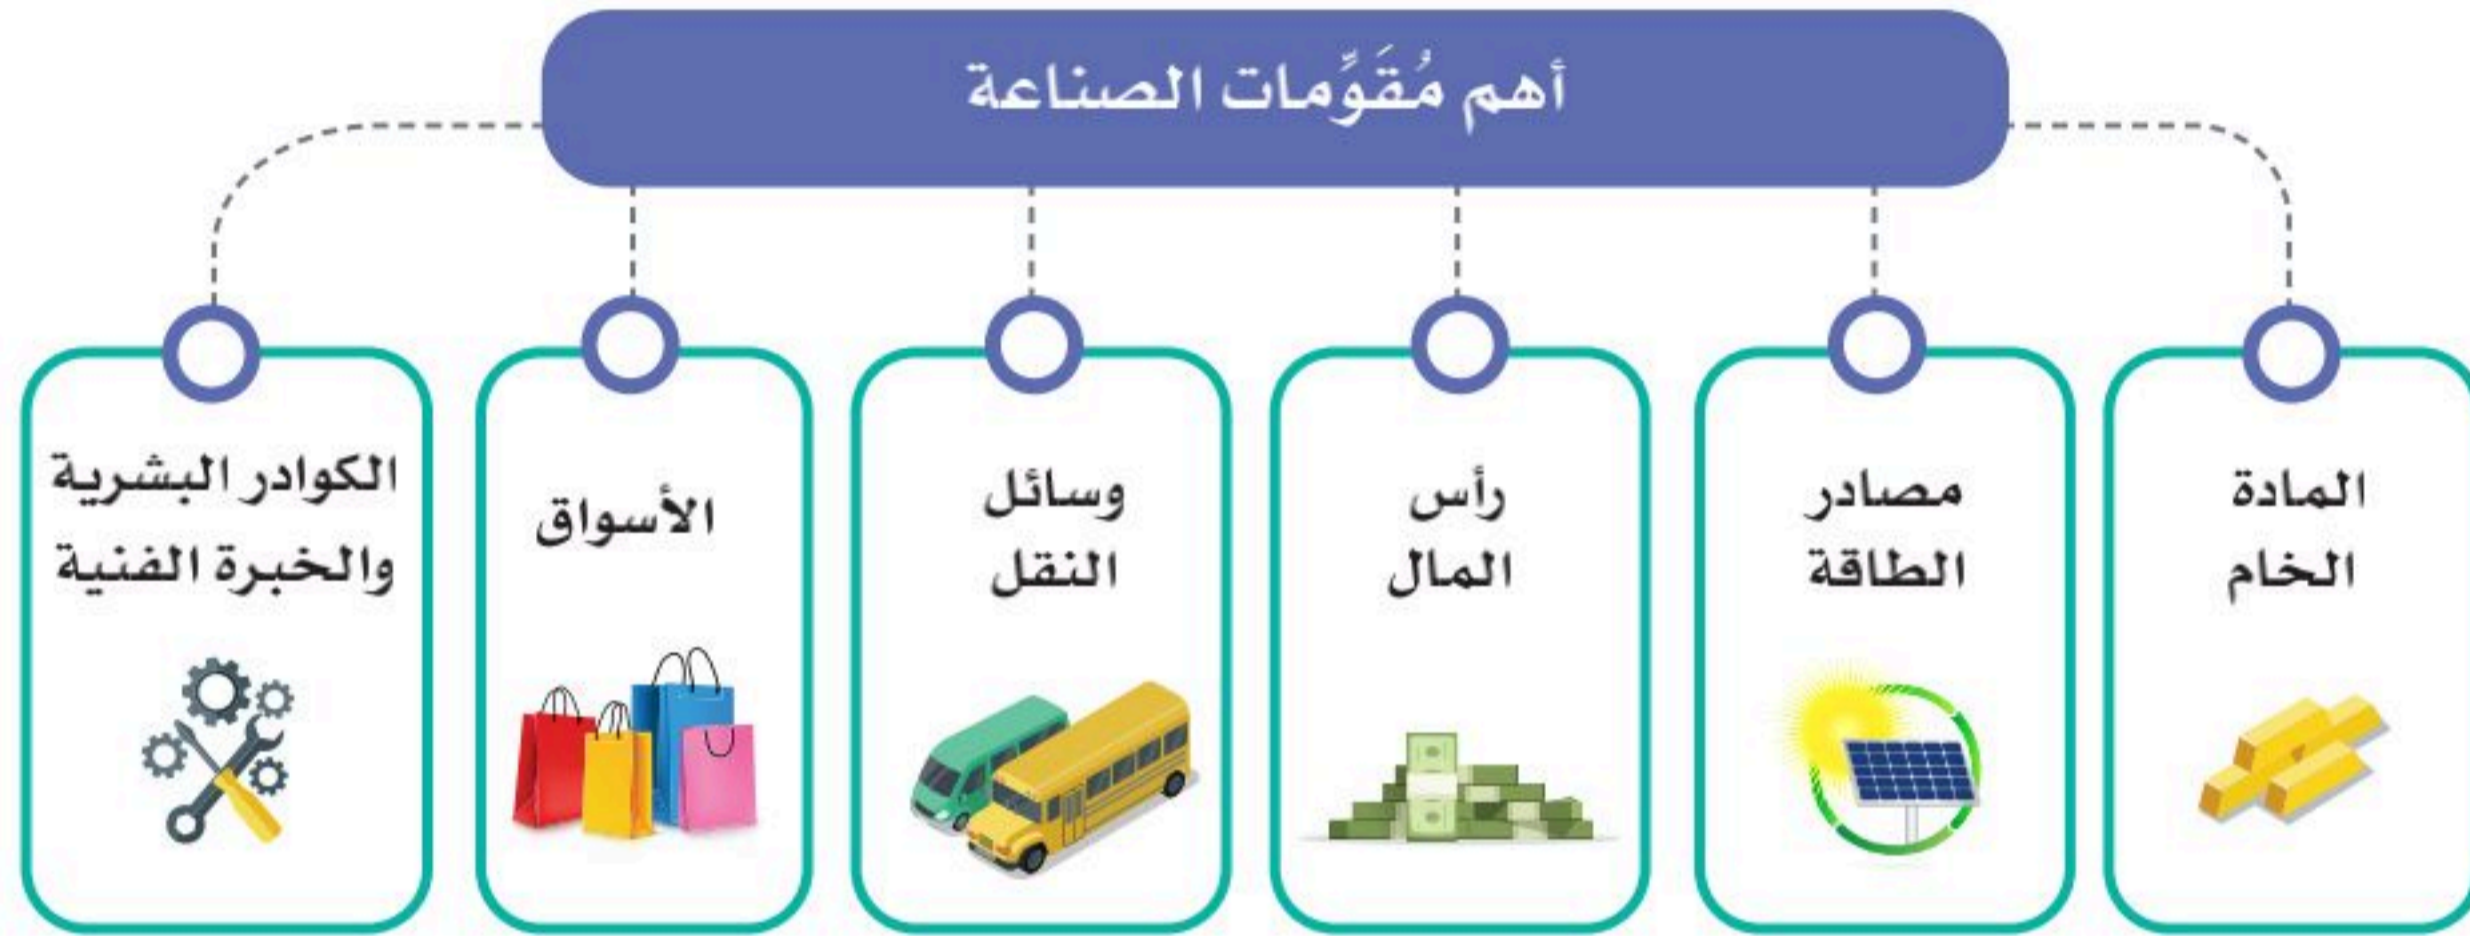 أهم مُقَوِّمات الصناعة
المادة
الخام
مصادر
الطاقة
رأس
المال
وسائل
النقل
الأسواق
الكوادر البشرية
والخبرة الفنية